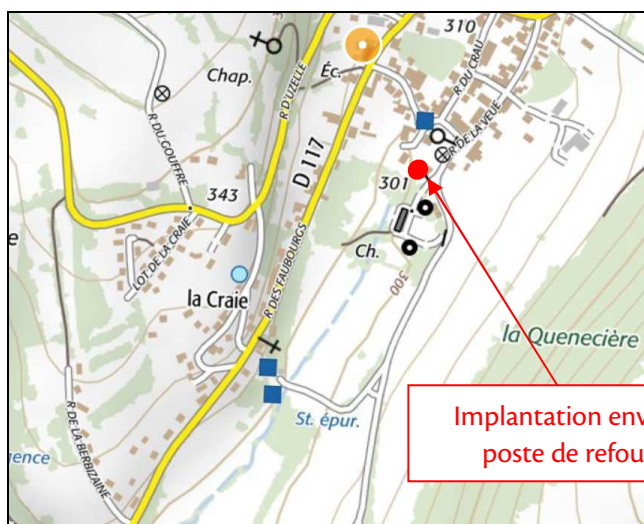 310
Chap.
Éc.
R D'UZELLE
R DU CRAU
R DE LA VEUE
R DU GOUFFRE
D 117
343
301
LOT. DE LA CRAIE
Ch.
300
la Craie
R DES FAUBOURGS
la Quenecière
e
St. épur.
R DE LA BERBIZAINE
Implantation env
poste de refou